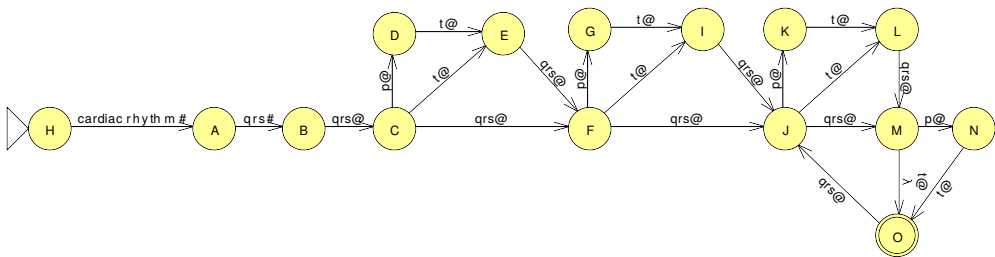 t@ t@ t@
D E G I K L
p@ t@ qrs@ p@ t@ qrs@ p@ t@ qrs@
H cardiac rhythm# A qrs# B qrs@ C qrs@ F qrs@ J qrs@ M p@ N
qrs@ λ t@ t@
O